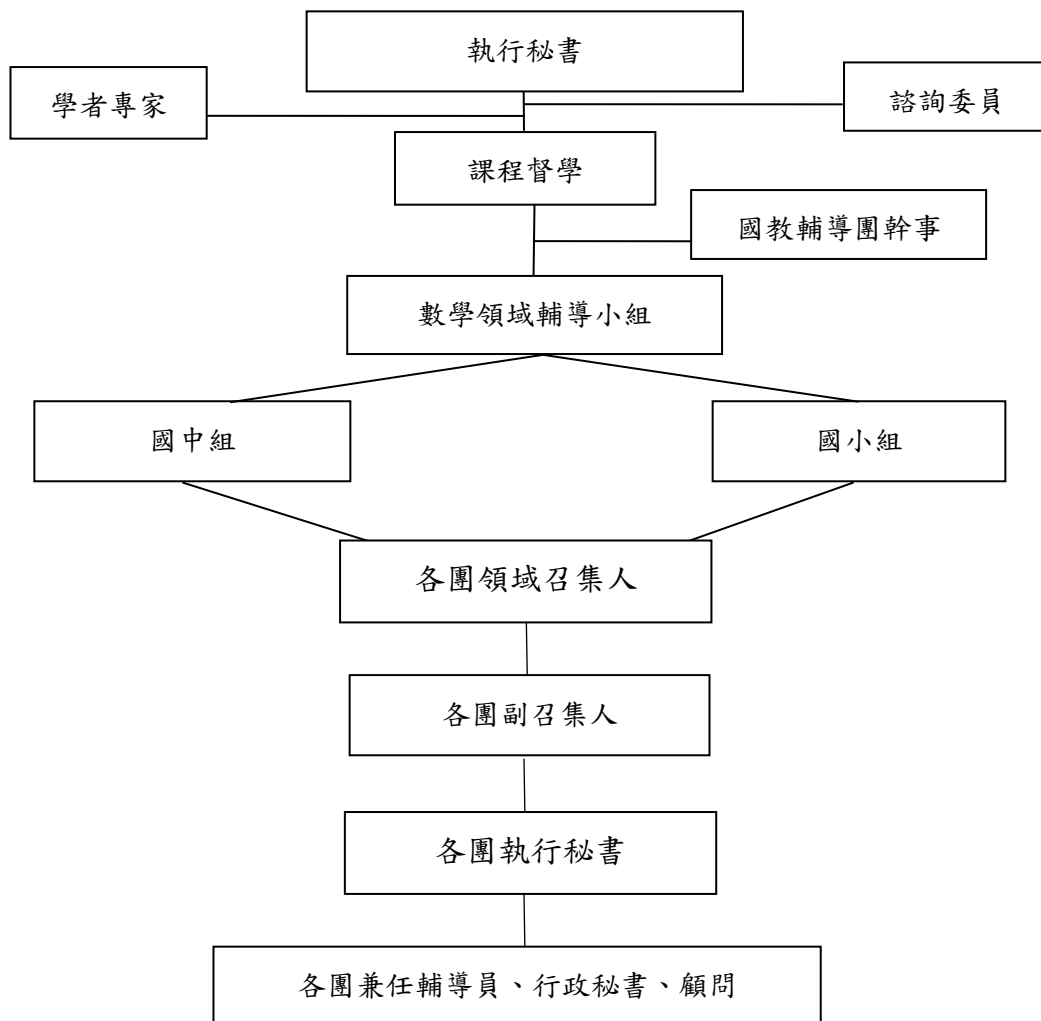 執行秘書
學者專家
諮詢委員
課程督學
國教輔導團幹事
數學領域輔導小組
國中組
國小組
各團領域召集人
各團副召集人
各團執行秘書
各團兼任輔導員、行政秘書、顧問